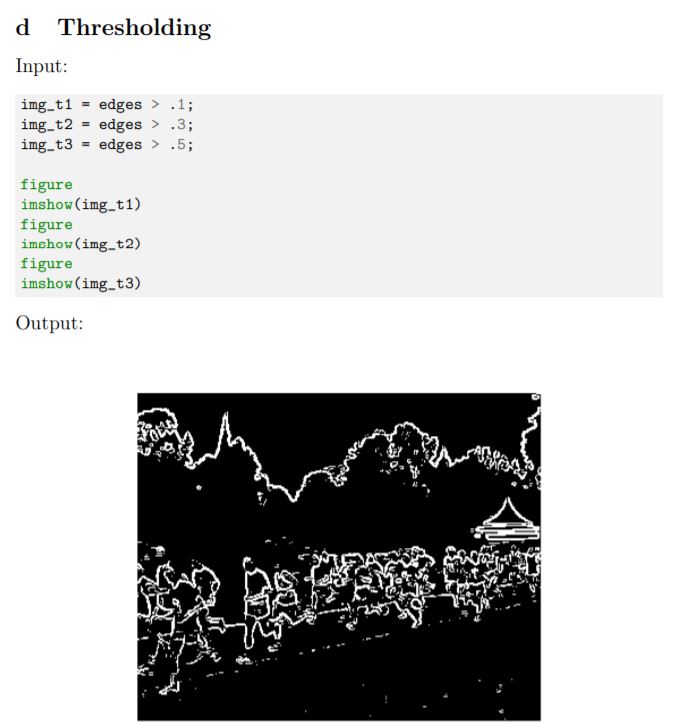 d Thresholding
Input:
img_t1 = edges > .1;
img_t2 = edges > .3;
img_t3 = edges > .5;
figure
imshow(img_t1)
figure
imshow(img_t2)
figure
imshow(img_t3)
Output: